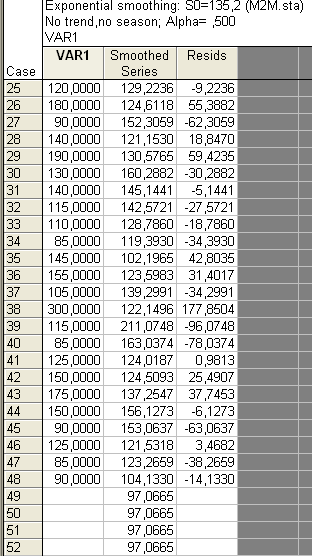 Exponential smoothing: S0=135,2 (M2M.sta)
No trend,no season; Alpha= ,500
VAR1
Case VAR1 Smoothed Series Resids
25 120,0000 129,2236 -9,2236
26 180,0000 124,6118 55,3882
27 90,0000 152,3059 -62,3059
28 140,0000 121,1530 18,8470
29 190,0000 130,5765 59,4235
30 130,0000 160,2882 -30,2882
31 140,0000 145,1441 -5,1441
32 115,0000 142,5721 -27,5721
33 110,0000 128,7860 -18,7860
34 85,0000 119,3930 -34,3930
35 145,0000 102,1965 42,8035
36 155,0000 123,5983 31,4017
37 105,0000 139,2991 -34,2991
38 300,0000 122,1496 177,8504
39 115,0000 211,0748 -96,0748
40 85,0000 163,0374 -78,0374
41 125,0000 124,0187 0,9813
42 150,0000 124,5093 25,4907
43 175,0000 137,2547 37,7453
44 150,0000 156,1273 -6,1273
45 90,0000 153,0637 -63,0637
46 125,0000 121,5318 3,4682
47 85,0000 123,2659 -38,2659
48 90,0000 104,1330 -14,1330
49 97,0665
50 97,0665
51 97,0665
52 97,0665